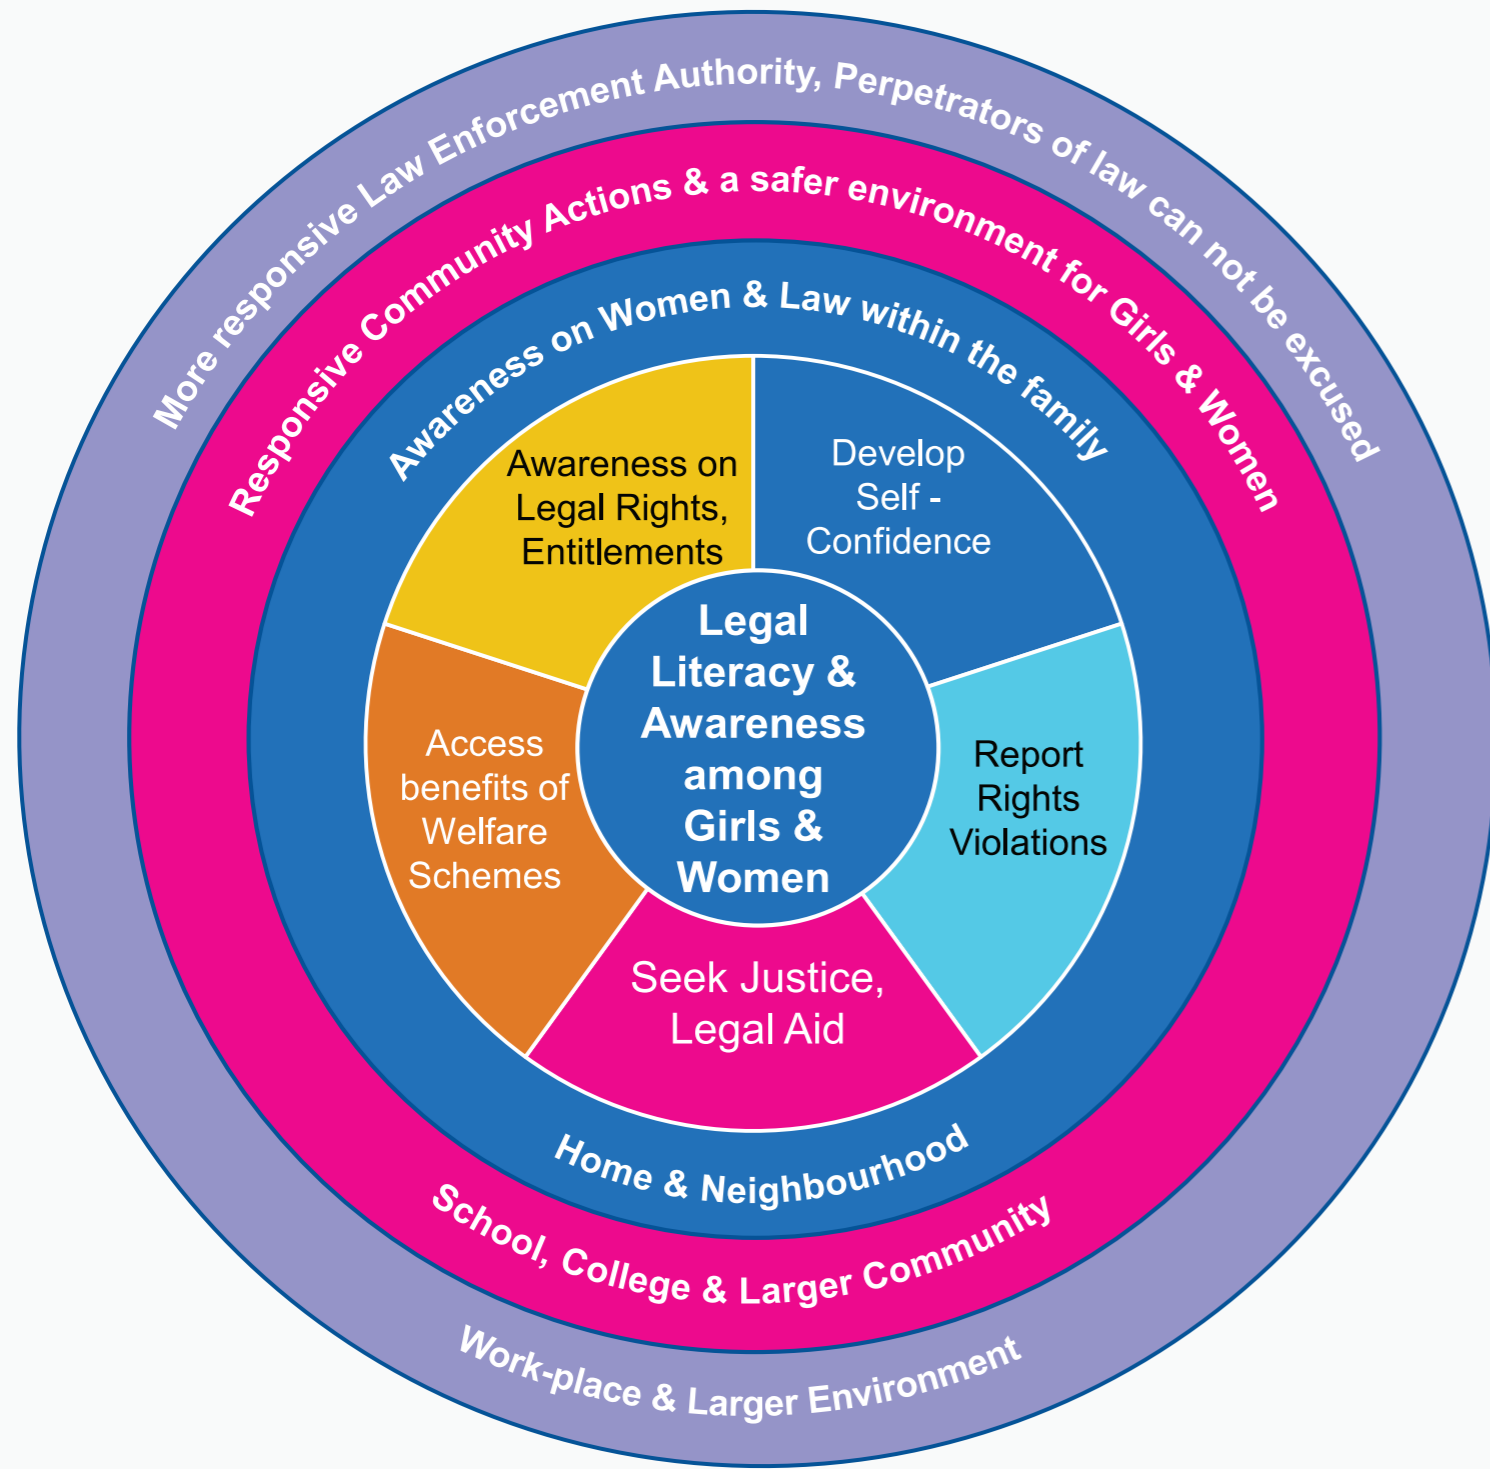 More responsive Law Enforcement Authority, Perpetrators of law can not be excused
Responsive Community Actions & a safer environment for Girls & Women
Awareness on Women & Law within the family
Awareness on
Legal Rights,
Entitlements
Develop
Self -
Confidence
Legal
Literacy &
Awareness
among
Girls &
Women
Access
benefits of
Welfare
Schemes
Report
Rights
Violations
Seek Justice,
Legal Aid
Home & Neighbourhood
School, College & Larger Community
Work-place & Larger Environment